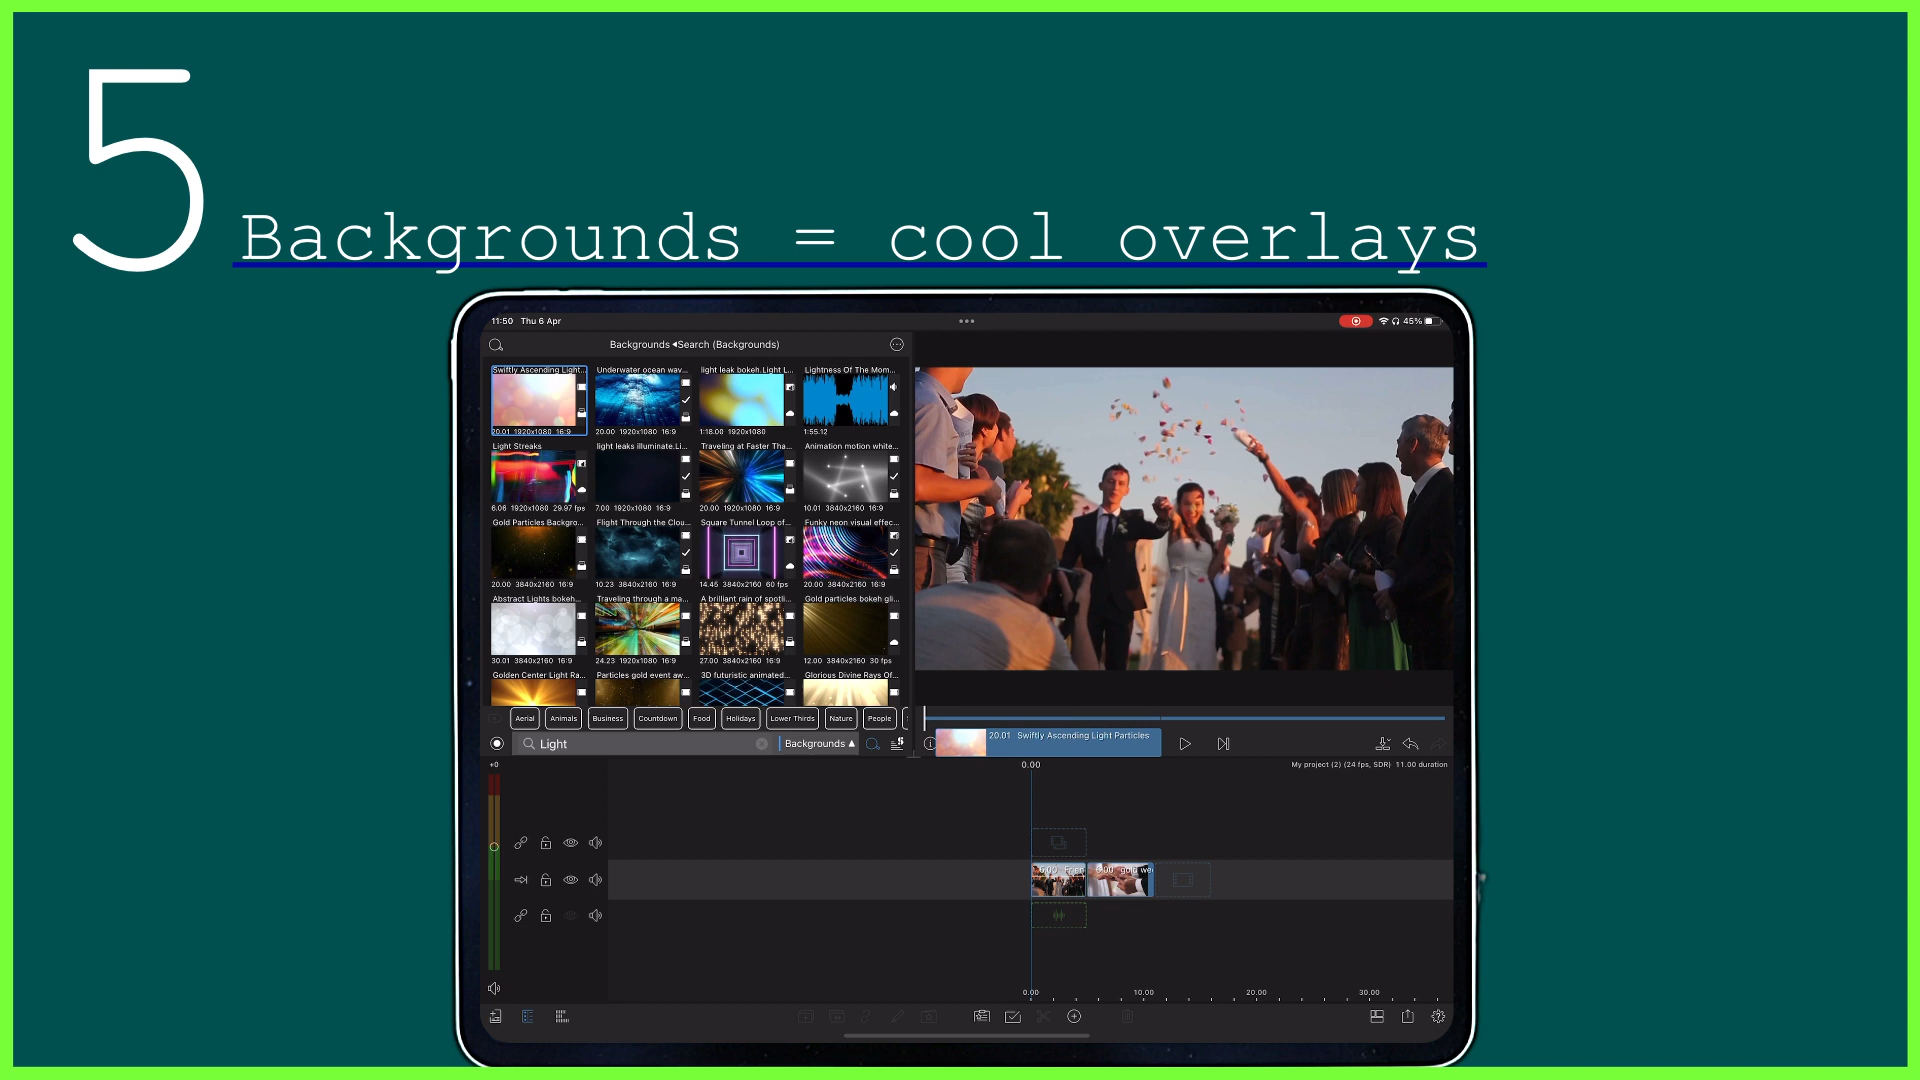 5
Backgrounds = cool overlays
11:50 Thu 6 Apr
45%
Backgrounds ◂Search (Backgrounds)
Swiftly Ascending Light... Underwater ocean wav... light leak bokeh.Light L... Lightness Of The Mom...
20.01 1920x1080 16:9 20.00 1920x1080 16:9 1:18.00 1920x1080 1:55.12
Light Streaks light leaks illuminate.Li... Traveling at Faster Tha... Animation motion white...
6.06 1920x1080 29.97 fps 7.00 1920x1080 16:9 20.00 1920x1080 16:9 10.01 3840x2160 16:9
Gold Particles Backgro... Flight Through the Clou... Square Tunnel Loop of... Funky neon visual effec...
20.00 3840x2160 16:9 10.23 3840x2160 16:9 14.45 3840x2160 60 fps 20.00 3840x2160 16:9
Abstract Lights bokeh... Traveling through a ma... A brilliant rain of spotli... Gold particles bokeh gli...
30.01 3840x2160 16:9 24.23 1920x1080 16:9 27.00 3840x2160 16:9 12.00 3840x2160 30 fps
Golden Center Light Ra... Particles gold event aw... 3D futuristic animated... Glorious Divine Rays Of...
Aerial Animals Business Countdown Food Holidays Lower Thirds Nature People
Light Backgrounds ▲
20.01 Swiftly Ascending Light Particles
+0 0.00 My project (2) (24 fps, SDR) 11.00 duration
gold we
0.00 10.00 20.00 30.00